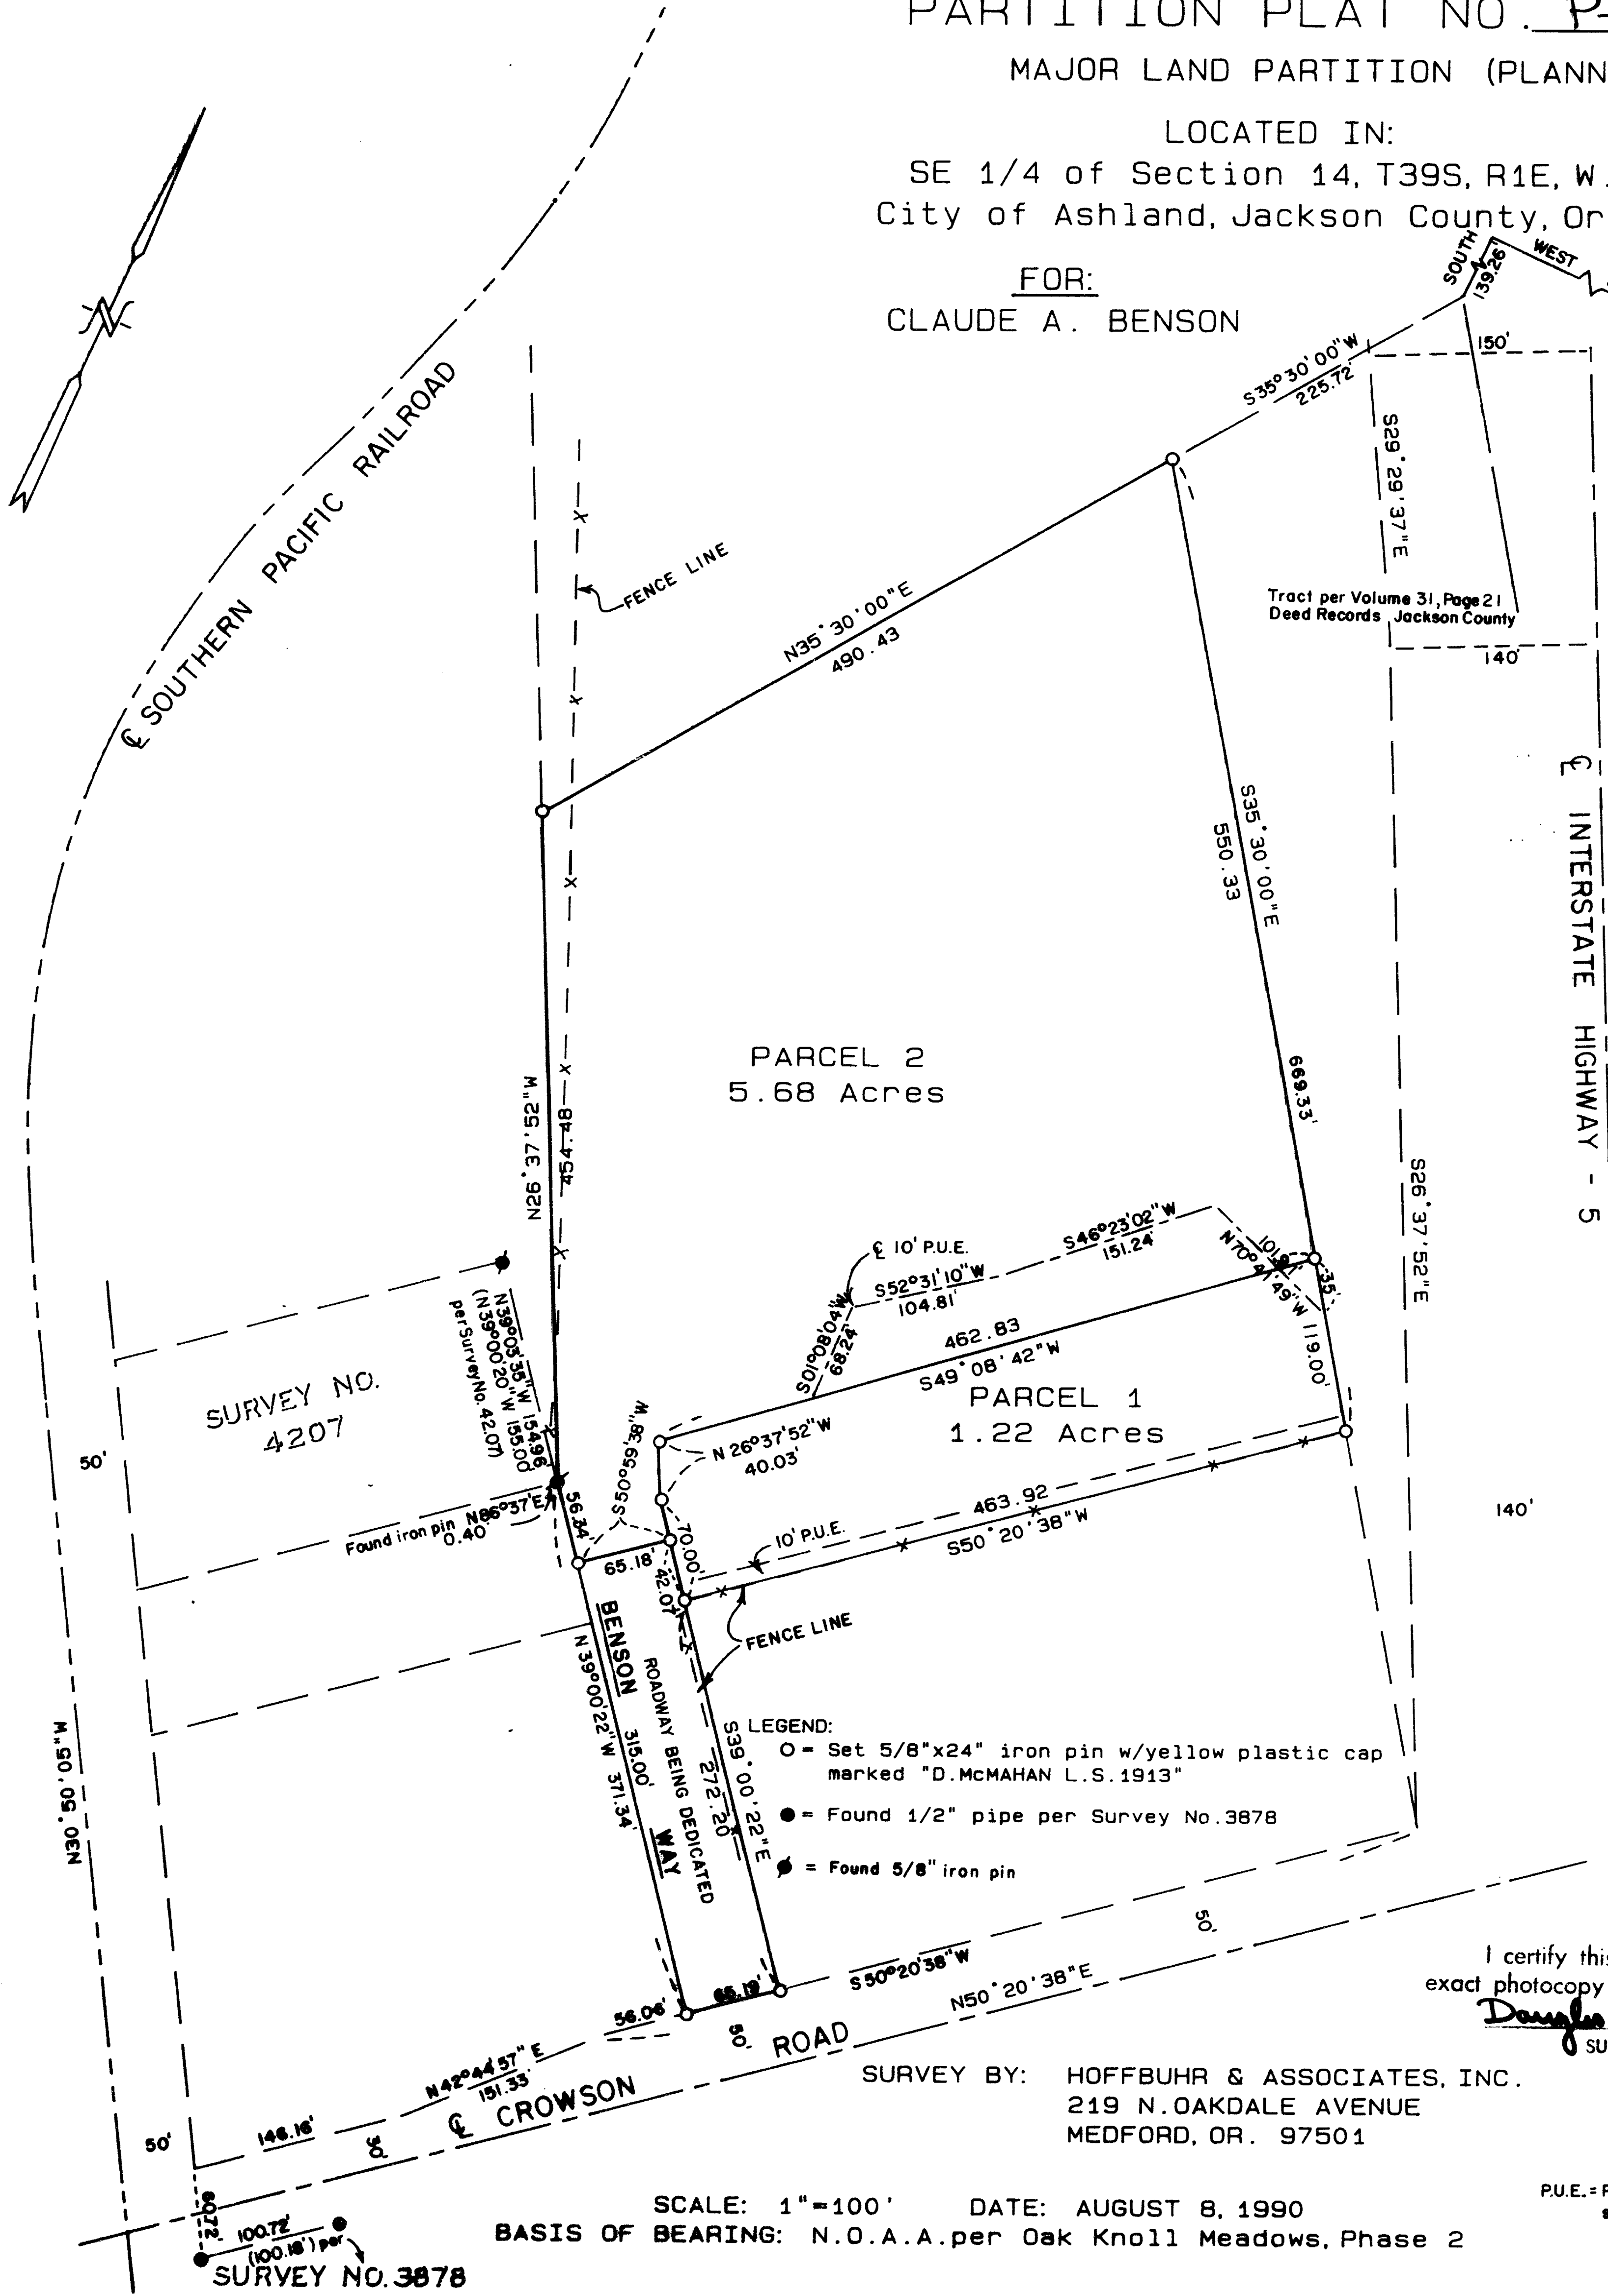 PARTITION PLAT NO. P-
MAJOR LAND PARTITION (PLANN
LOCATED IN:
SE 1/4 of Section 14, T39S, R1E, W.
City of Ashland, Jackson County, Or
FOR:
CLAUDE A. BENSON
SOUTH
139.26'
WEST
S35°30'00"W
225.72'
150'
S29°29'37"E
Tract per Volume 31, Page 21
Deed Records Jackson County
140'
℄ SOUTHERN PACIFIC RAILROAD
FENCE LINE
N35°30'00"E
490.43
S35°30'00"E
550.33
℄ INTERSTATE HIGHWAY - 5
PARCEL 2
5.68 Acres
669.33'
N26°37'52"W
454.48
S26°37'52"E
℄ 10' P.U.E.
S46°23'02"W
151.24'
S52°31'10"W
104.81'
S01°08'04"W
68.24'
N70°41'49"W
35'
119.00'
462.83
S49°08'42"W
PARCEL 1
1.22 Acres
N39°03'35"W 154.96'
(N39°00'20"W 155.00'
per Survey No. 4207)
SURVEY NO.
4207
50'
S50°59'38"W
N 26°37'52"W
40.03'
Found iron pin N86°37'E
0.40'
56.34'
65.18'
70.00'
42.07'
10' P.U.E.
463.92
S50°20'38"W
140'
FENCE LINE
BENSON WAY
315.00'
ROADWAY BEING DEDICATED
N39°00'22"W 371.34'
S39°00'22"E
272.20
N30°50'05"W
LEGEND:
O = Set 5/8"x24" iron pin w/yellow plastic cap
marked "D.McMAHAN L.S.1913"
● = Found 1/2" pipe per Survey No.3878
= Found 5/8" iron pin
50'
S50°20'38"W
N50°20'38"E
65.19'
56.06'
50'
N42°44'57"E
151.33'
℄ CROWSON ROAD
146.16'
50'
50'
60.72'
100.72'
(100.18') per
SURVEY NO. 3878
I certify this
exact photocopy
Douglas
SU
SURVEY BY: HOFFBUHR & ASSOCIATES, INC.
219 N.OAKDALE AVENUE
MEDFORD, OR. 97501
P.U.E. = P
SCALE: 1"=100' DATE: AUGUST 8, 1990
BASIS OF BEARING: N.O.A.A.per Oak Knoll Meadows, Phase 2